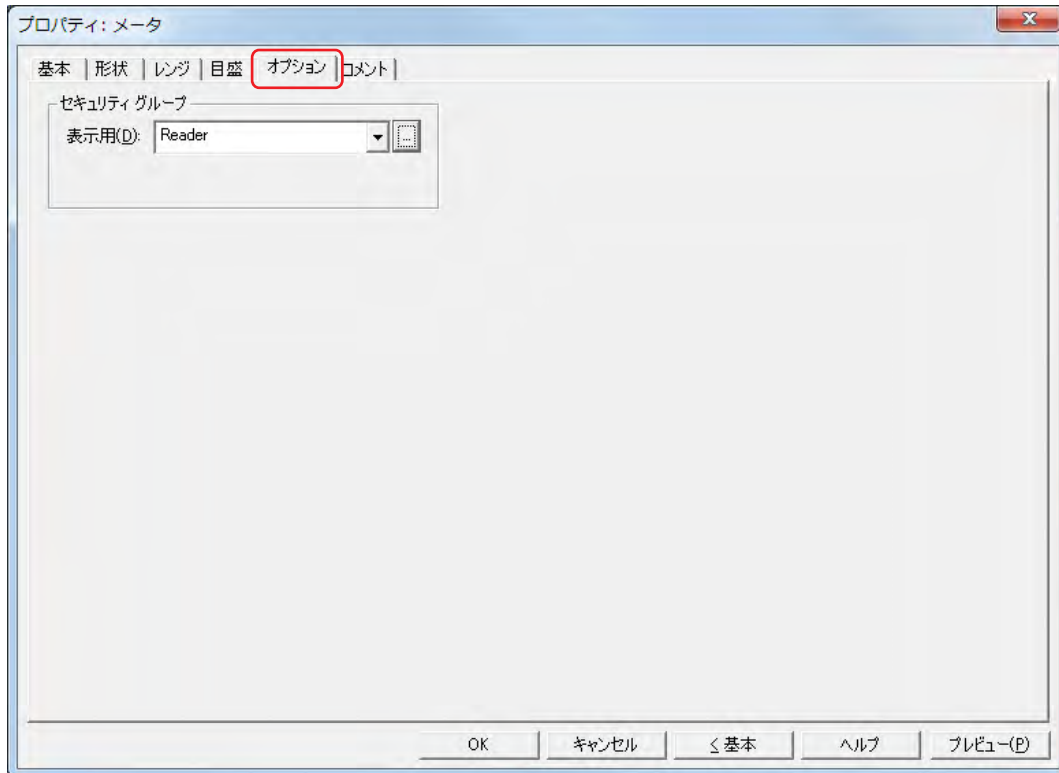 プロパティ: メータ
x
基本 形状 レンジ 目盛 オプション コメント
セキュリティ グループ
表示用(D): Reader ...
OK キャンセル < 基本 ヘルプ プレビュー(P)